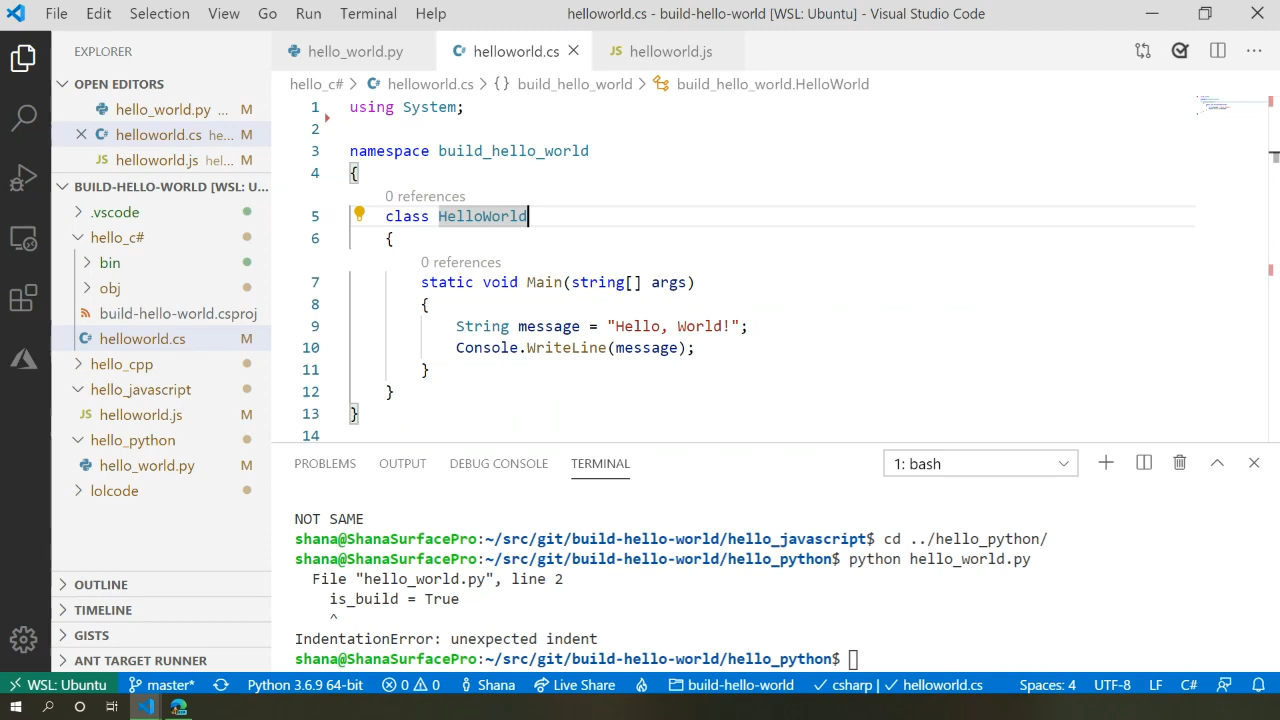 File Edit Selection View Go Run Terminal Help helloworld.cs - build-hello-world [WSL: Ubuntu] - Visual Studio Code
EXPLORER
OPEN EDITORS
hello_world.py ... M
helloworld.cs he... M
JS helloworld.js hel... M
BUILD-HELLO-WORLD [WSL: U...
.vscode
hello_c#
bin
obj
build-hello-world.csproj
helloworld.cs M
hello_cpp
hello_javascript
JS helloworld.js M
hello_python
hello_world.py M
lolcode
OUTLINE
TIMELINE
GISTS
ANT TARGET RUNNER
hello_world.py helloworld.cs JS helloworld.js
hello_c# > helloworld.cs > {} build_hello_world > build_hello_world.HelloWorld
1 using System;
2
3 namespace build_hello_world
4 {
0 references
5 class HelloWorld
6 {
0 references
7 static void Main(string[] args)
8 {
9 String message = "Hello, World!";
10 Console.WriteLine(message);
11 }
12 }
13 }
14
PROBLEMS OUTPUT DEBUG CONSOLE TERMINAL 1: bash
NOT SAME
shana@ShanaSurfacePro:~/src/git/build-hello-world/hello_javascript$ cd ../hello_python/
shana@ShanaSurfacePro:~/src/git/build-hello-world/hello_python$ python hello_world.py
File "hello_world.py", line 2
is_build = True
^
IndentationError: unexpected indent
shana@ShanaSurfacePro:~/src/git/build-hello-world/hello_python$
WSL: Ubuntu master* Python 3.6.9 64-bit 0 0 Shana Live Share build-hello-world csharp | helloworld.cs Spaces: 4 UTF-8 LF C#